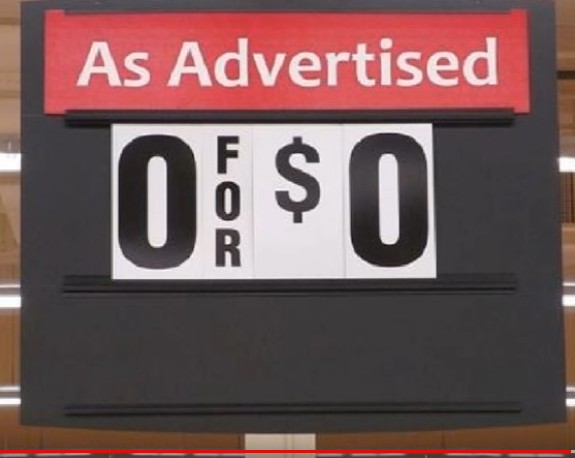 As Advertised
0 FOR $ 0